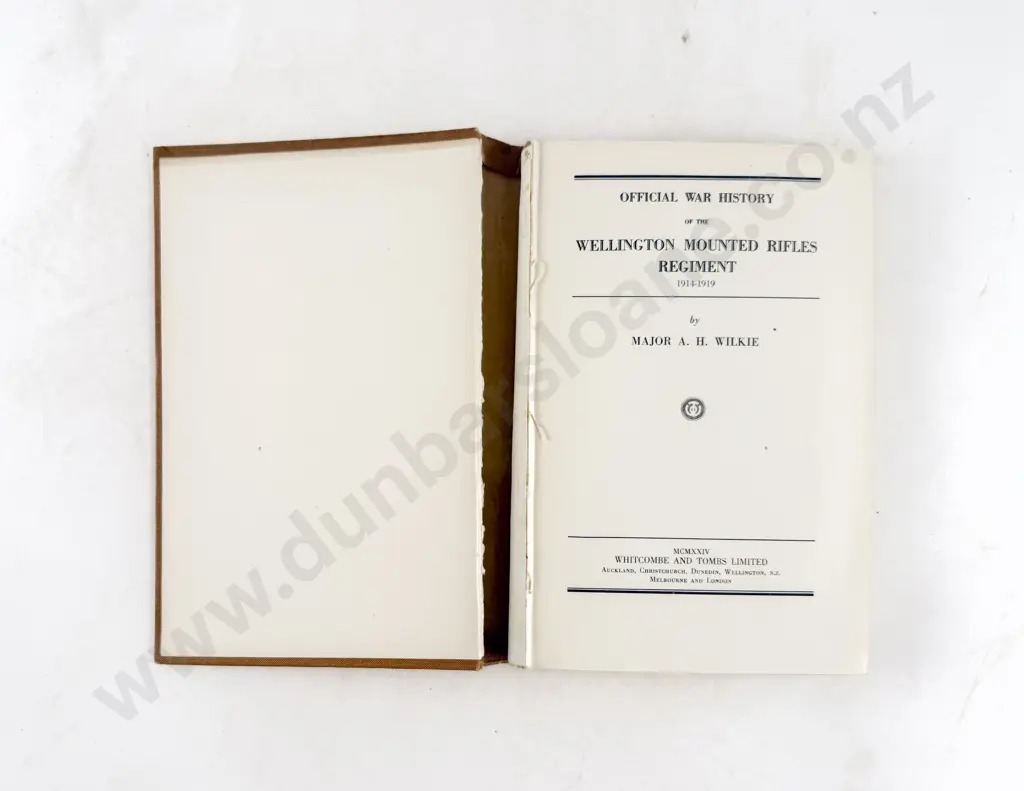 OFFICIAL WAR HISTORY
OF THE
WELLINGTON MOUNTED RIFLES
REGIMENT
1914-1919
by
MAJOR A. H. WILKIE
MCMXXIV
WHITCOMBE AND TOMBS LIMITED
AUCKLAND, CHRISTCHURCH, DUNEDIN, WELLINGTON, N.Z.
MELBOURNE AND LONDON
www.dunbarsloane.co.nz